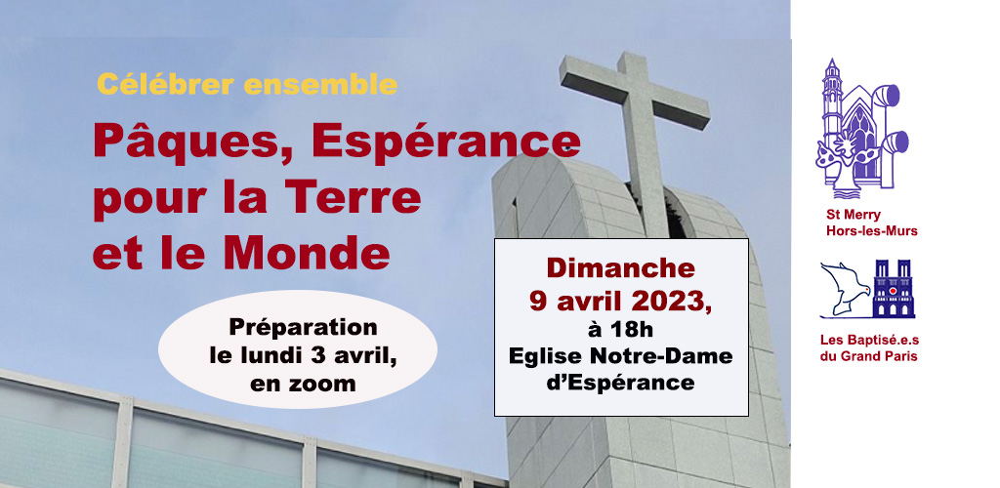 Célébrer ensemble
Pâques, Espérance
pour la Terre
et le Monde
Préparation
le lundi 3 avril,
en zoom
Dimanche
9 avril 2023,
à 18h
Eglise Notre-Dame
d’Espérance
St Merry
Hors-les-Murs
Les Baptisé.e.s
du Grand Paris